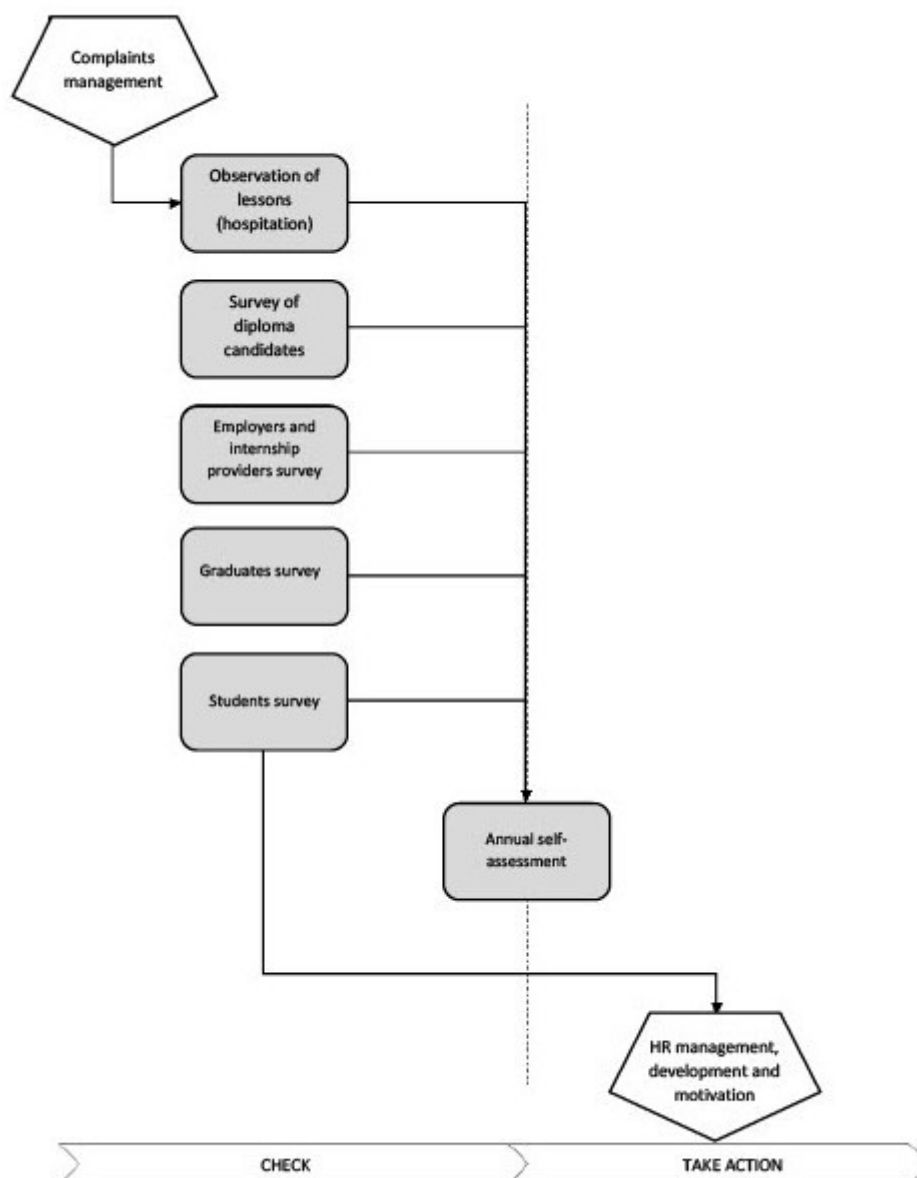 Complaints
management
Observation of
lessons
(hospitation)
Survey of
diploma
candidates
Employers and
internship
providers survey
Graduates survey
Students survey
Annual self-
assessment
HR management,
development and
motivation
CHECK
TAKE ACTION